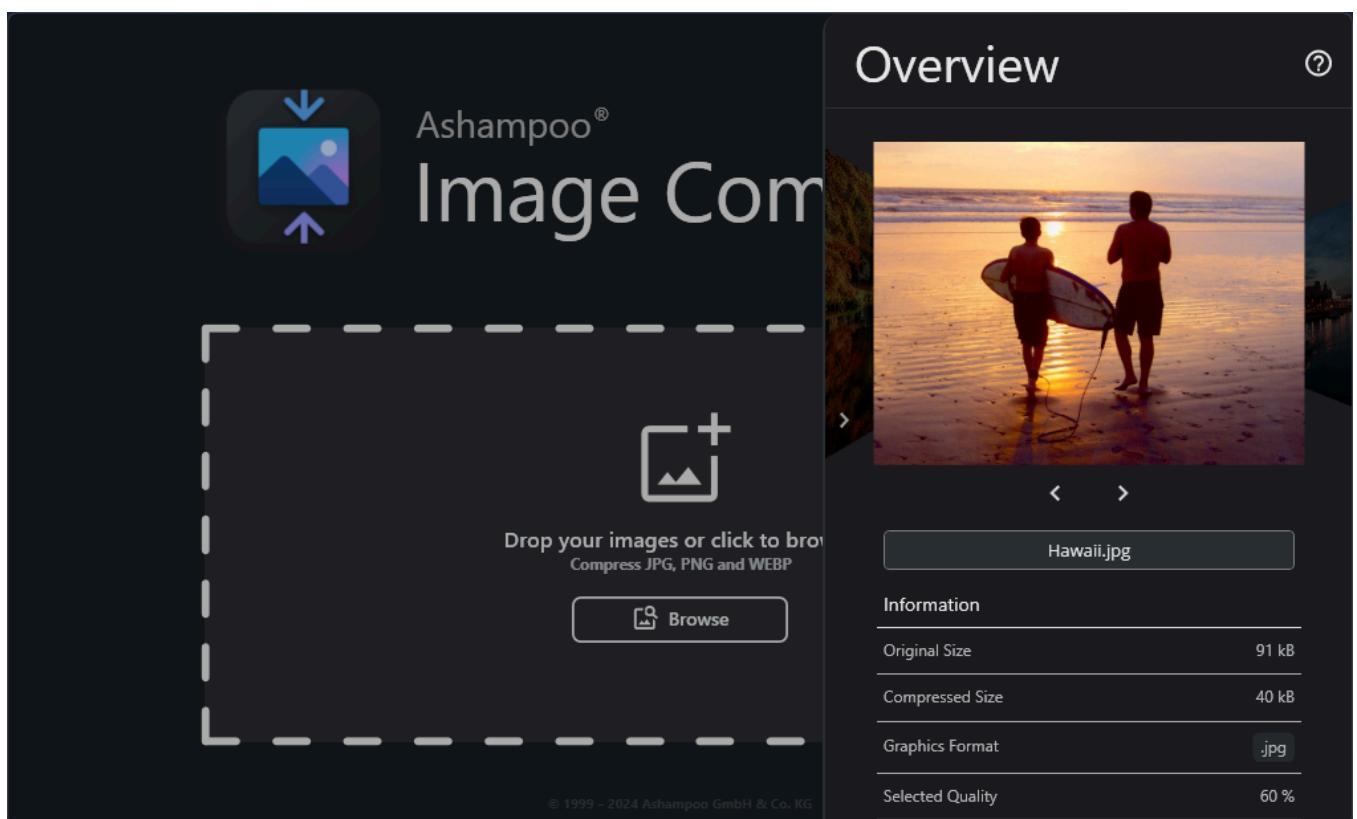 Ashampoo®
Image Com
Drop your images or click to brow
Compress JPG, PNG and WEBP
Browse
© 1999 - 2024 Ashampoo GmbH & Co. KG
Overview
Hawaii.jpg
Information
Original Size 91 kB
Compressed Size 40 kB
Graphics Format .jpg
Selected Quality 60 %